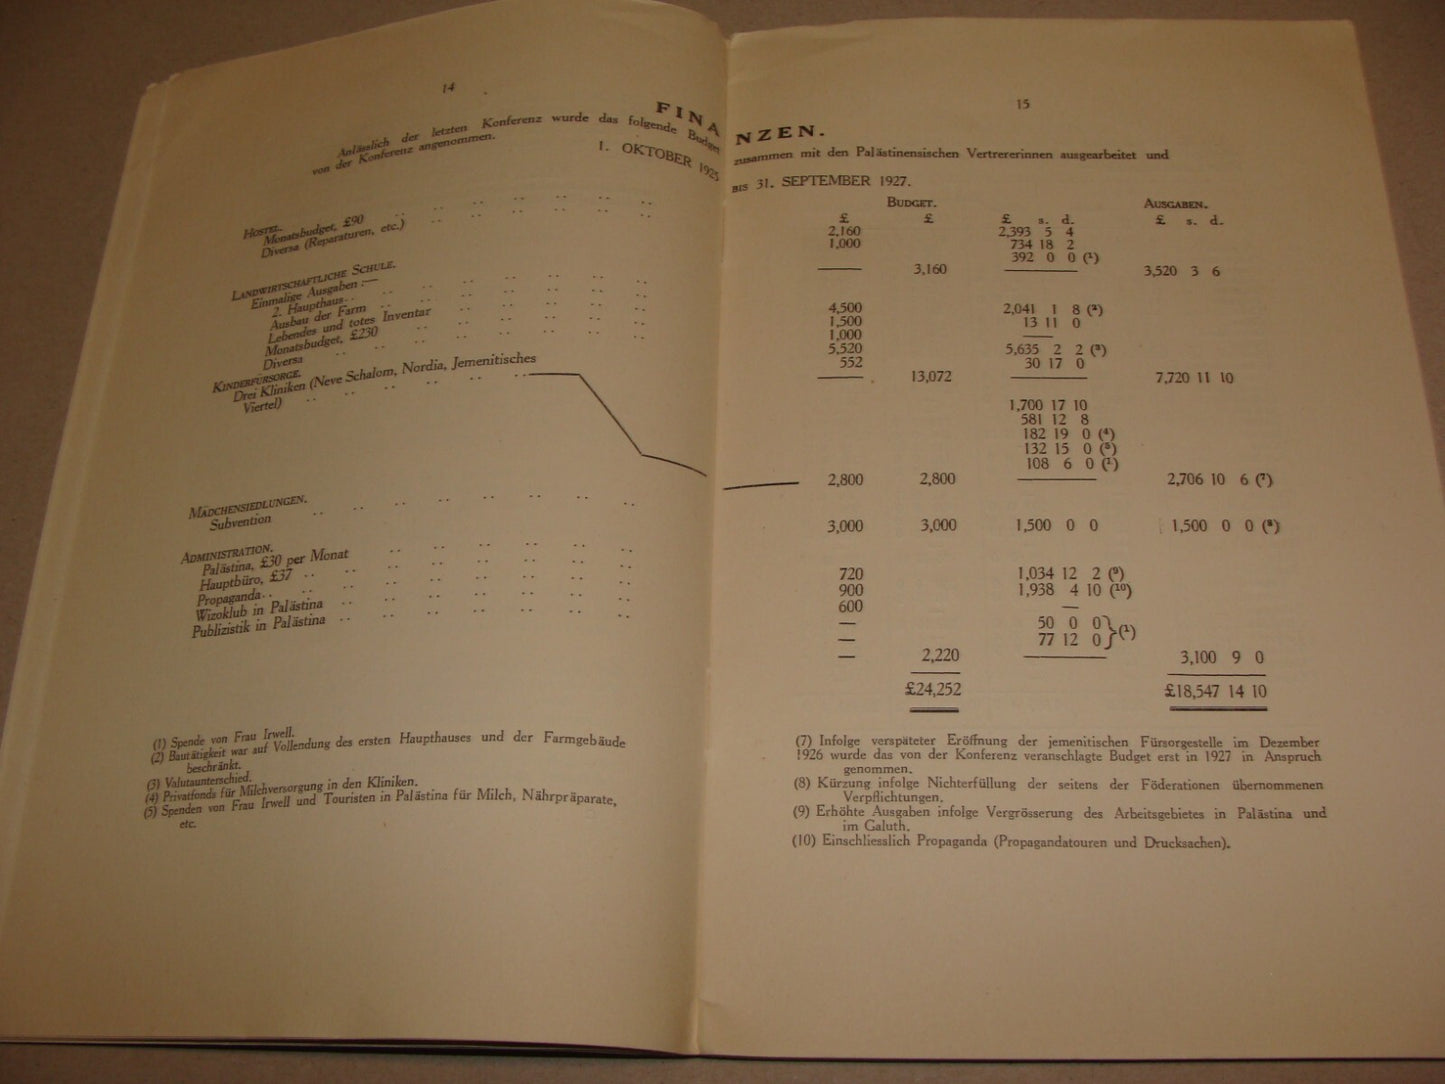 14
FINA
Anlässlich der letzten Konferenz wurde das folgende Budget
von der Konferenz angenommen.
1. OKTOBER 1925
HOSTEL.
Monatsbudget, £90
Diversa (Reparaturen, etc.)
LANDWIRTSCHAFTLICHE SCHULE.
Einmalige Ausgaben :—
2. Haupthaus
Ausbau der Farm
Lebendes und totes Inventar
Monatsbudget, £230
Diversa
KINDERFÜRSORGE.
Drei Kliniken (Neve Schalom, Nordia, Jemenitisches
Viertel)
MÄDCHENSIEDLUNGEN.
Subvention
ADMINISTRATION.
Palästina, £30 per Monat
Hauptbüro, £37
Propaganda
Wizoklub in Palästina
Publizistik in Palästina
(1) Spende von Frau Irwell.
(2) Bautätigkeit war auf Vollendung des ersten Haupthauses und der Farmgebäude
beschränkt.
(3) Valutaunterschied.
(4) Privatfonds für Milchversorgung in den Kliniken.
(5) Spenden von Frau Irwell und Touristen in Palästina für Milch, Nährpräparate,
etc.
15
NZEN.
zusammen mit den Palästinensischen Vertrererinnen ausgearbeitet und
BIS 31. SEPTEMBER 1927.
BUDGET. AUSGABEN.
£ £ £ s. d. £ s. d.
2,160 2,393 5 4
1,000 734 18 2
392 0 0 (¹)
—— 3,160 —— 3,520 3 6
4,500 2,041 1 8 (²)
1,500 13 11 0
1,000 ——
5,520 5,635 2 2 (³)
552 30 17 0
—— 13,072 —— 7,720 11 10
1,700 17 10
581 12 8
182 19 0 (⁴)
132 15 0 (⁵)
108 6 0 (¹)
2,800 2,800 —— 2,706 10 6 (⁷)
3,000 3,000 1,500 0 0 1,500 0 0 (⁸)
720 1,034 12 2 (⁹)
900 1,938 4 10 (¹⁰)
600 —
— 50 0 0
— 77 12 0 } (¹)
— 2,220 —— 3,100 9 0
£24,252 £18,547 14 10
(7) Infolge verspäteter Eröffnung der jemenitischen Fürsorgestelle im Dezember
1926 wurde das von der Konferenz veranschlagte Budget erst in 1927 in Anspruch
genommen.
(8) Kürzung infolge Nichterfüllung der seitens der Föderationen übernommenen
Verpflichtungen.
(9) Erhöhte Ausgaben infolge Vergrösserung des Arbeitsgebietes in Palästina und
im Galuth.
(10) Einschliesslich Propaganda (Propagandatouren und Drucksachen).